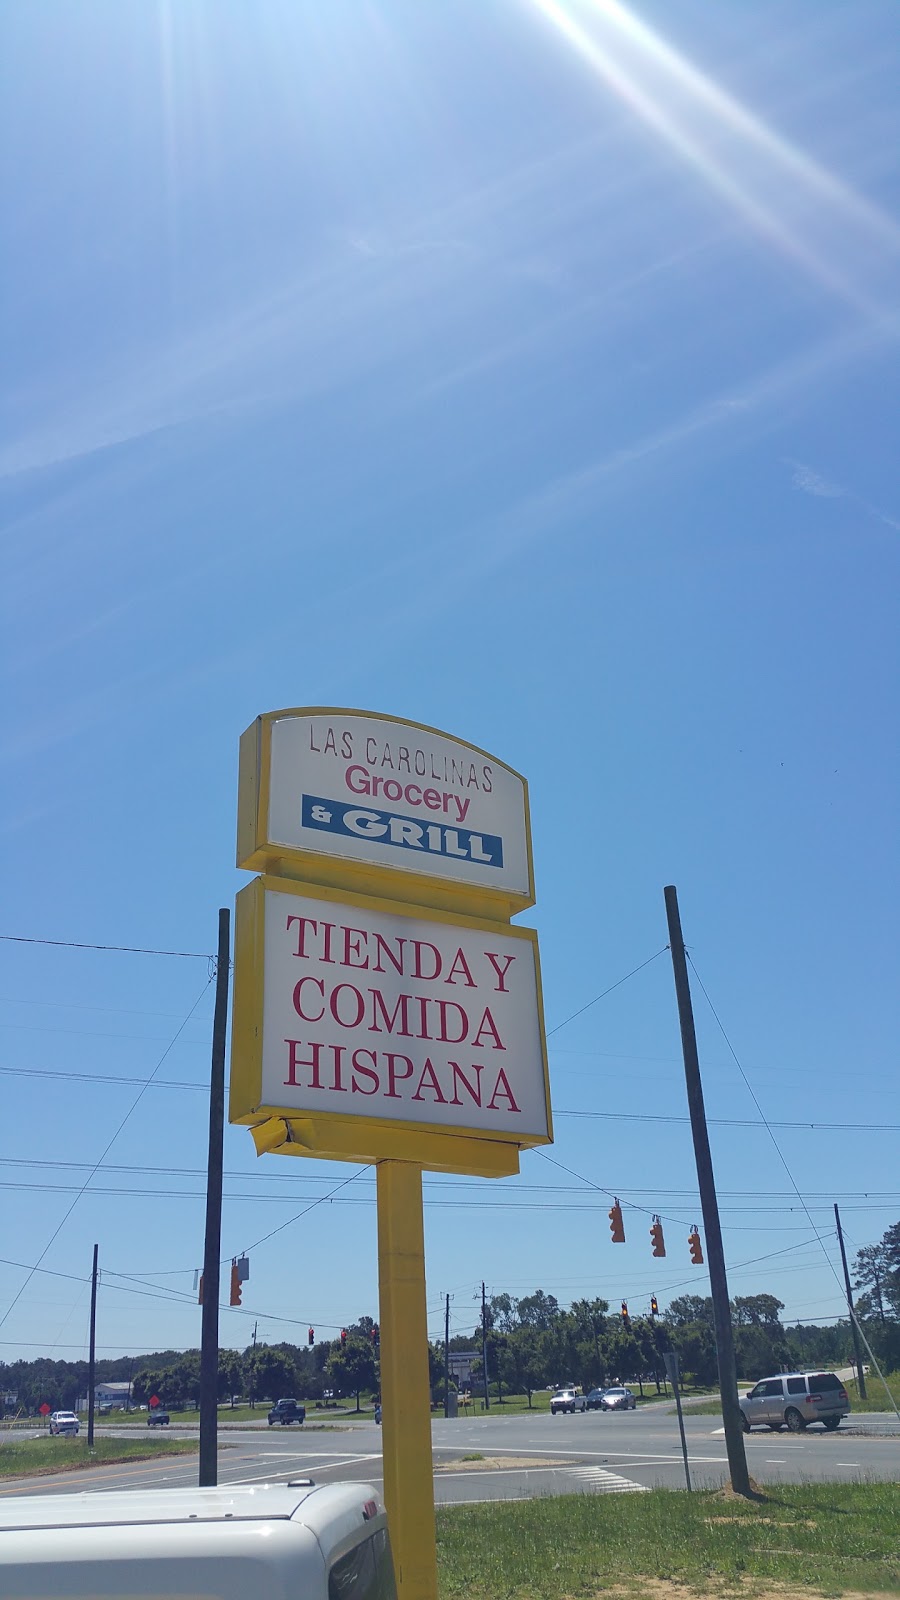 LAS CAROLINAS
Grocery
& GRILL
TIENDA Y
COMIDA
HISPANA